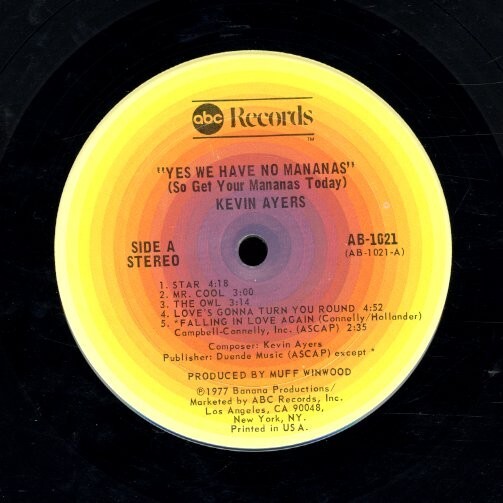 abc Records
TM
"YES WE HAVE NO MANANAS"
(So Get Your Mananas Today)
KEVIN AYERS
SIDE A
STEREO
AB-1021
(AB-1021-A)
1. STAR 4:18
2. MR. COOL 3:00
3. THE OWL 3:14
4. LOVE'S GONNA TURN YOU ROUND 4:52
5. *FALLING IN LOVE AGAIN (Connelly/Hollander)
Campbell-Connelly, Inc. (ASCAP) 2:35
Composer: Kevin Ayers
Publisher: Duende Music (ASCAP) except *
PRODUCED BY MUFF WINWOOD
℗1977 Banana Productions/
Marketed by ABC Records, Inc.
Los Angeles, CA 90048,
New York, NY.
Printed in U.S.A.